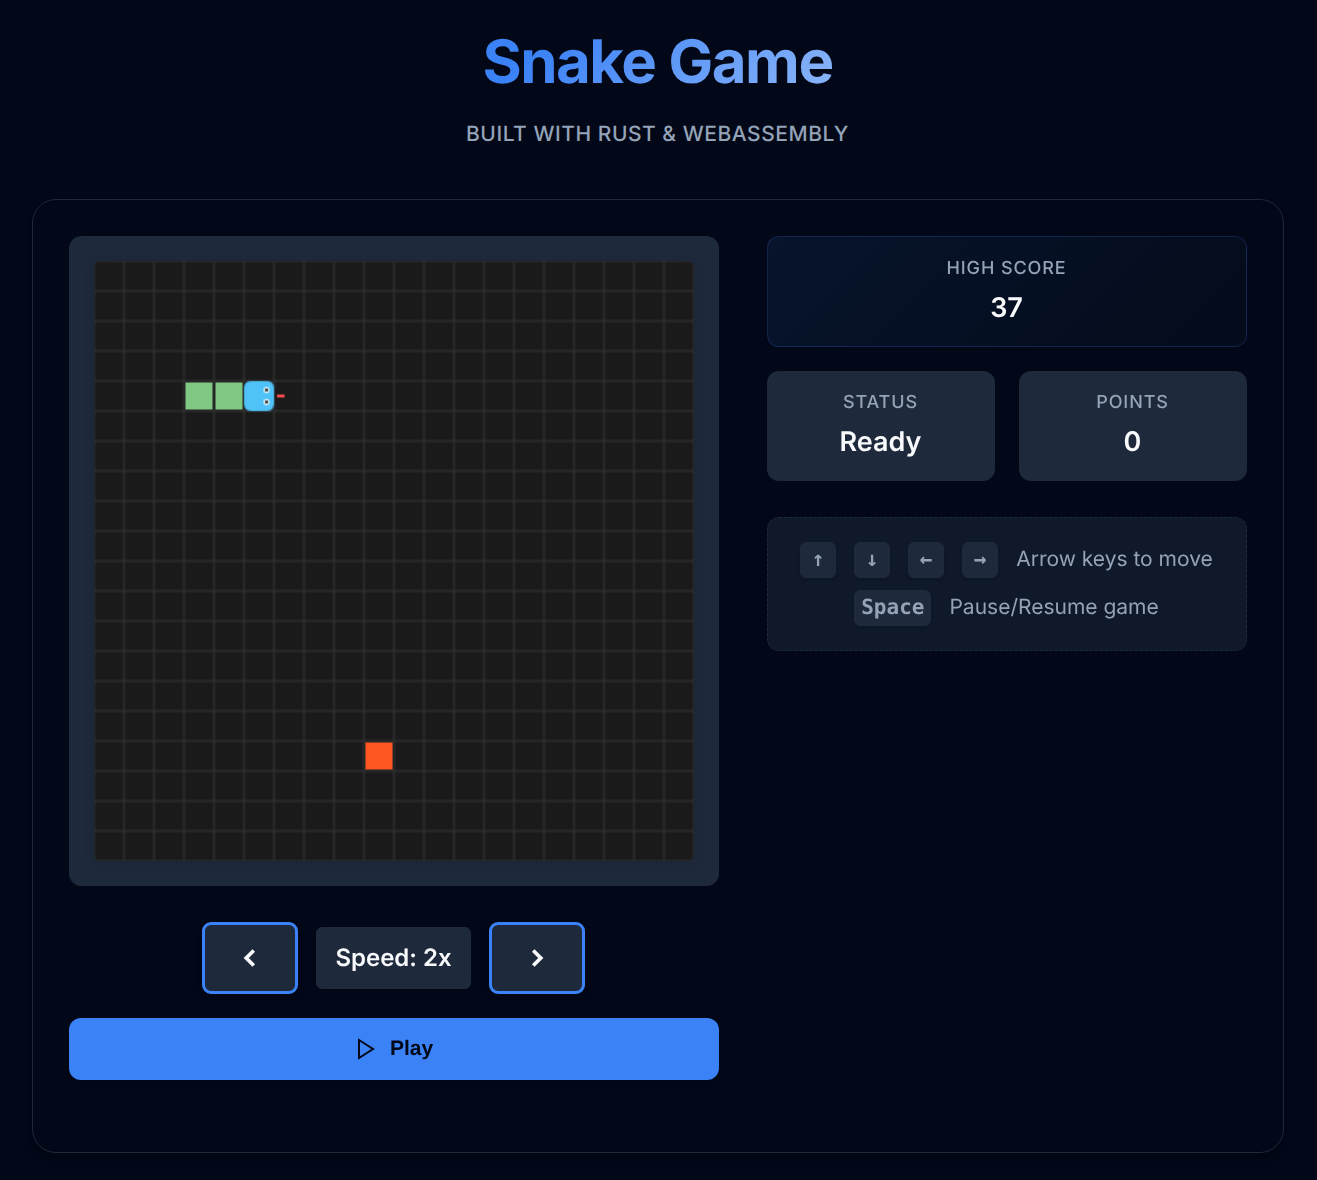 Snake Game
BUILT WITH RUST & WEBASSEMBLY
HIGH SCORE
37
STATUS
Ready
POINTS
0
↑ ↓ ← → Arrow keys to move
Space Pause/Resume game
Speed: 2x
Play